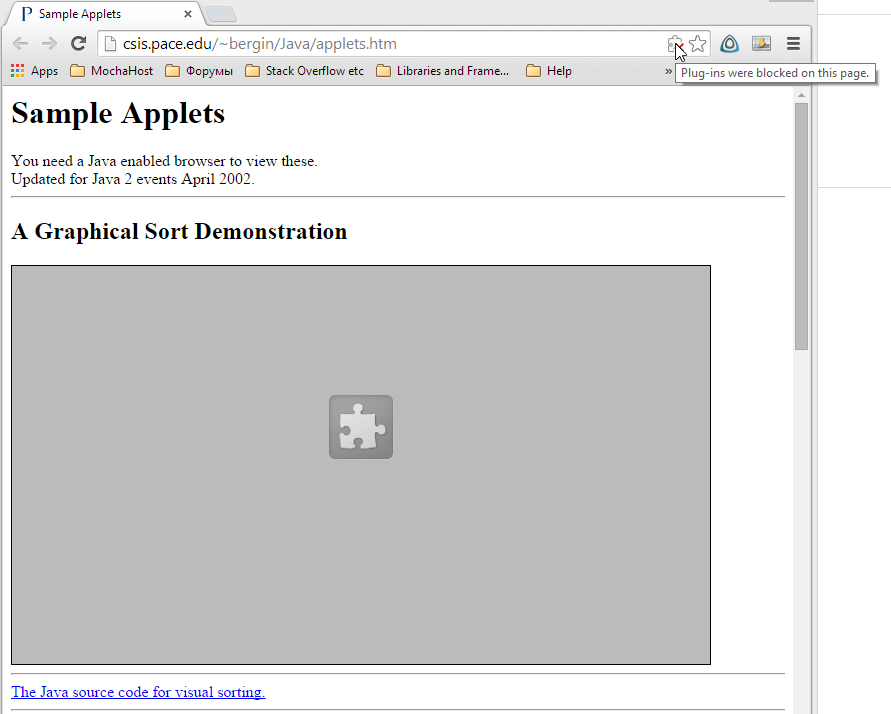 Sample Applets
csis.pace.edu/~bergin/Java/applets.htm
Apps MochaHost Форумы Stack Overflow etc Libraries and Frame... Help »
Plug-ins were blocked on this page.
Sample Applets
You need a Java enabled browser to view these.
Updated for Java 2 events April 2002.
A Graphical Sort Demonstration
The Java source code for visual sorting.